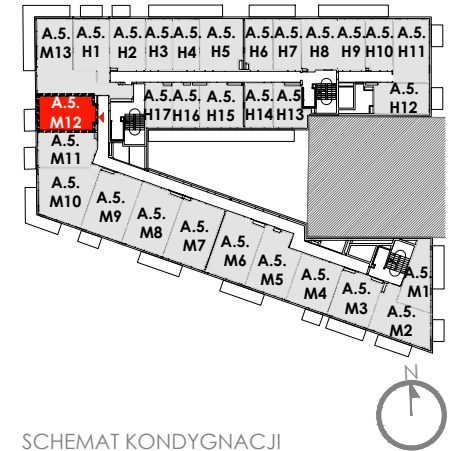 A.5. A.5. A.5. A.5. A.5. A.5. A.5. A.5. A.5. A.5. A.5. A.5.
M13 H1 H2 H3 H4 H5 H6 H7 H8 H9 H10 H11
A.5. A.5. A.5. A.5. A.5. A.5. A.5.
M12 H17 H16 H15 H14 H13 H12
A.5.
M11
A.5.
M10
A.5.
M9
A.5.
M8
A.5.
M7
A.5.
M6
A.5.
M5
A.5.
M4
A.5.
M3
A.5.
M2
A.5.
M1
N
SCHEMAT KONDYGNACJI